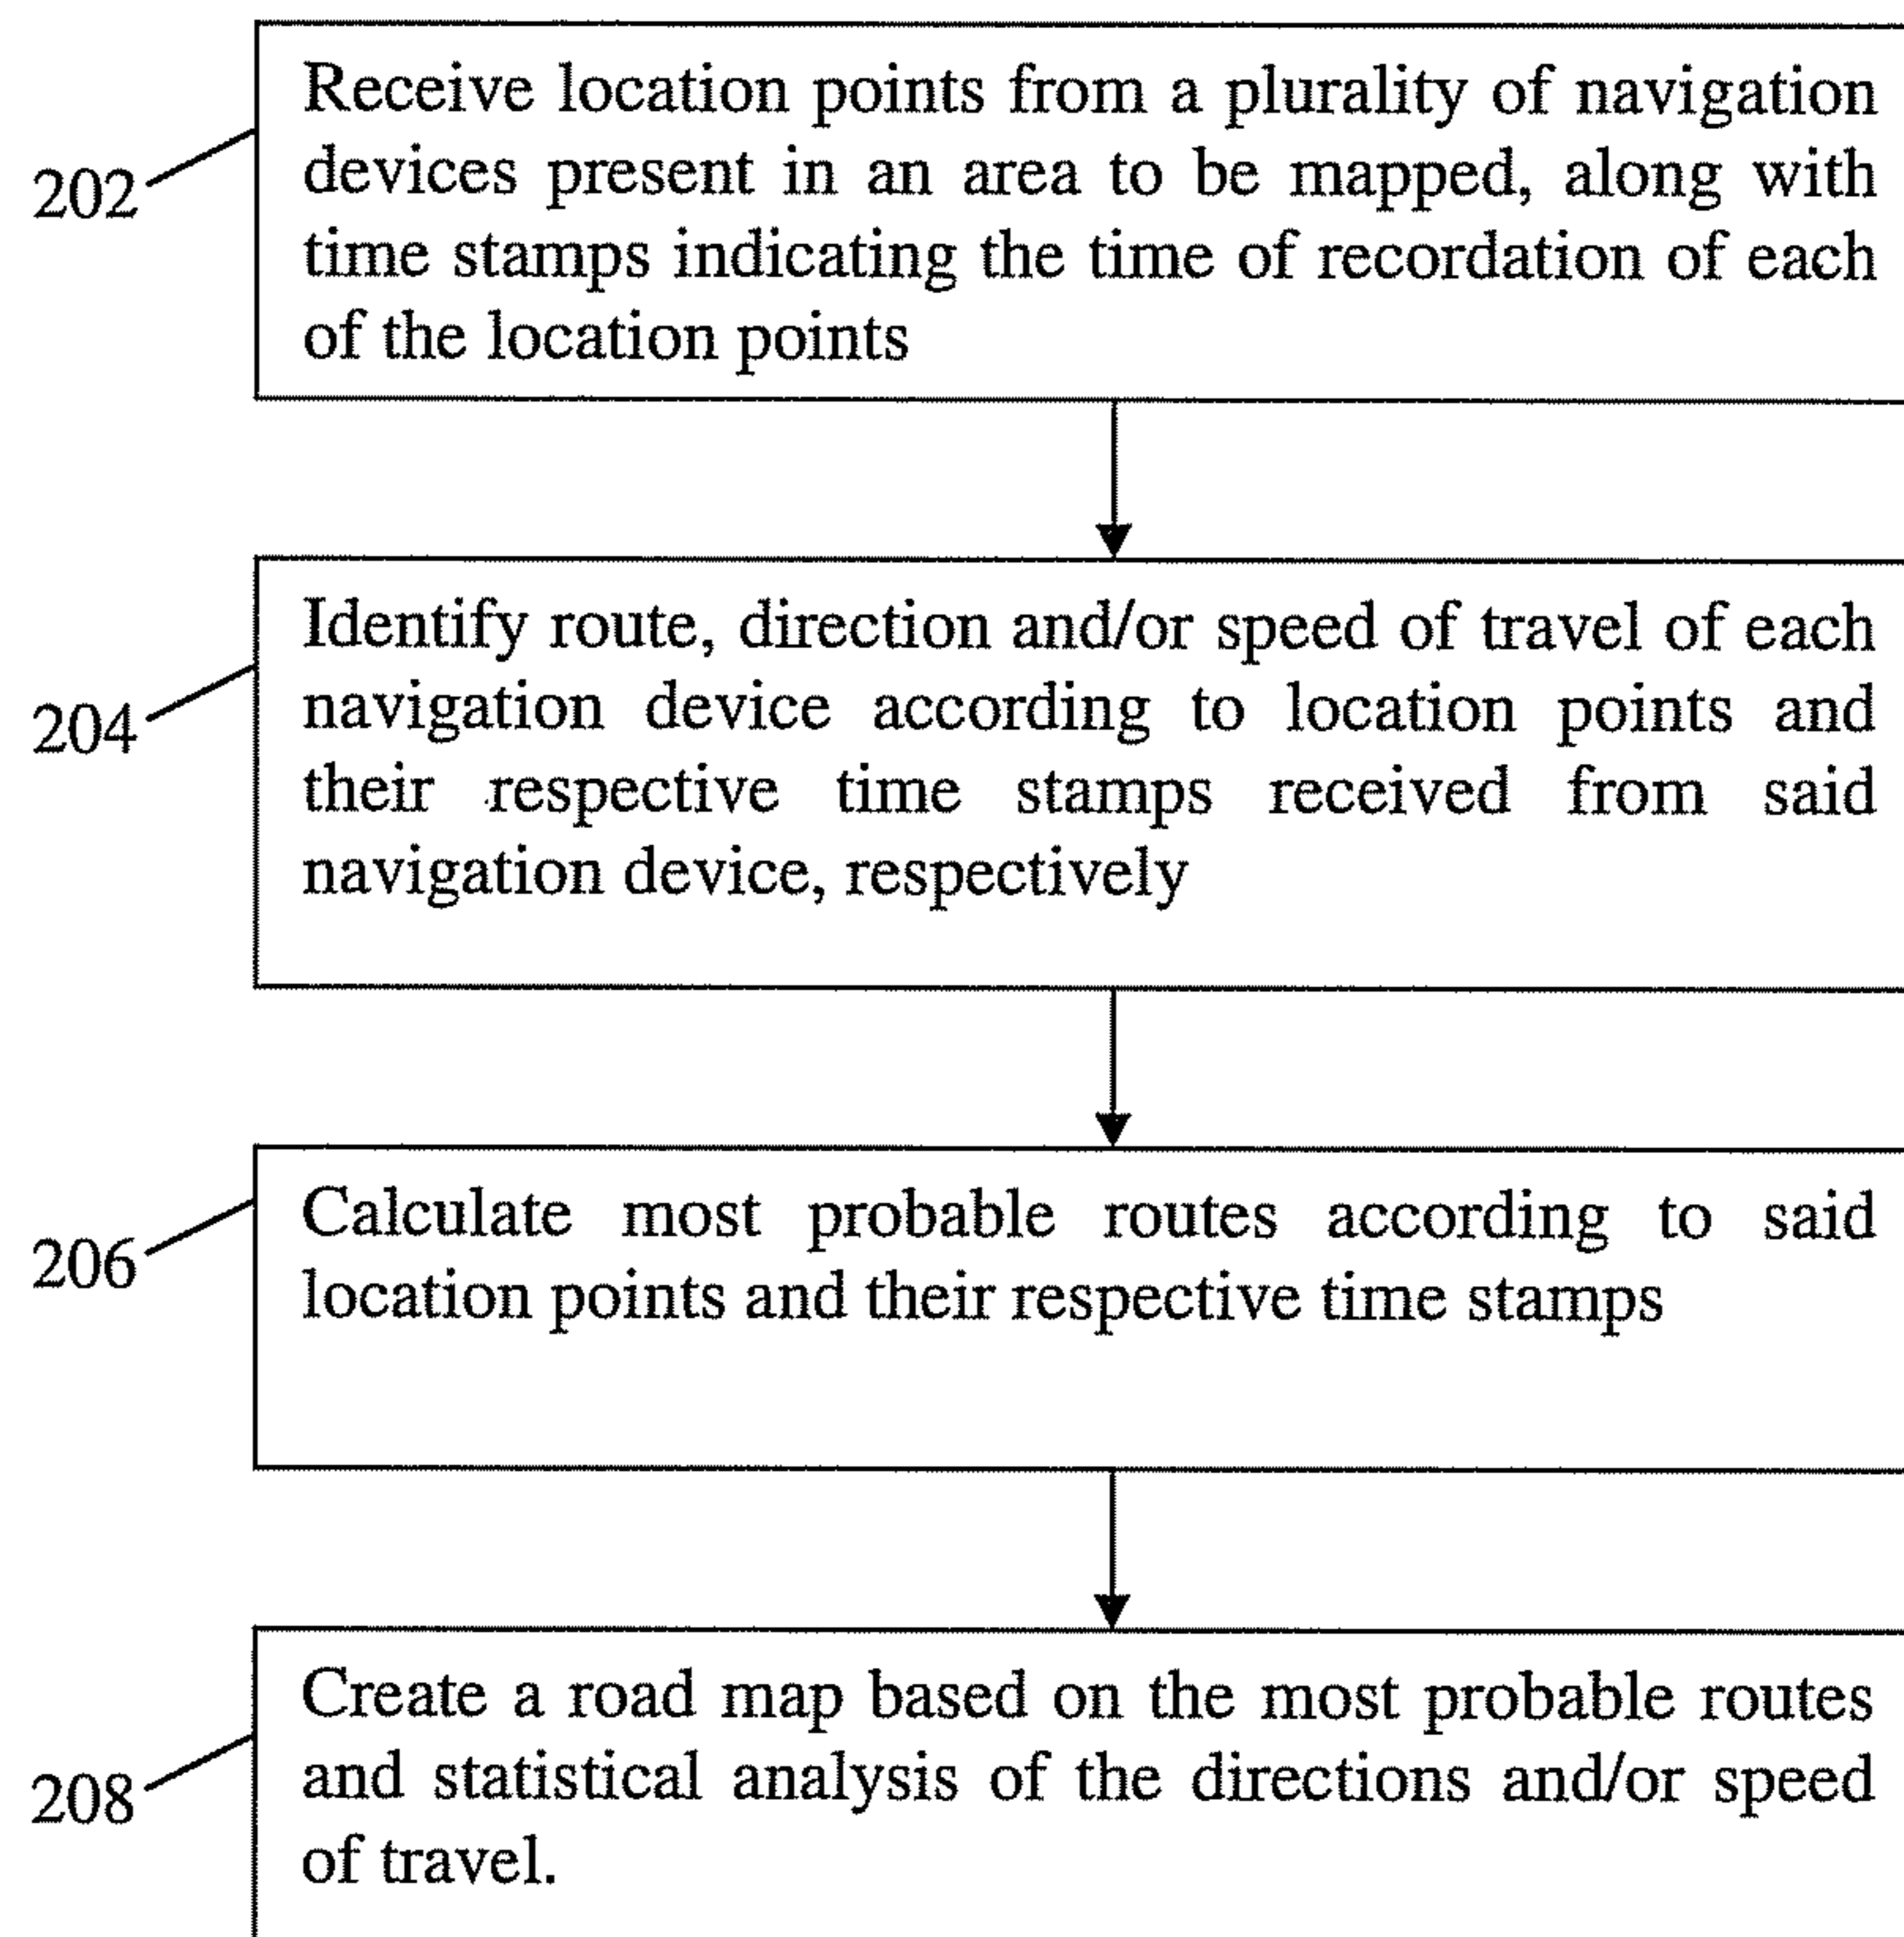 Receive location points from a plurality of navigation
devices present in an area to be mapped, along with
202
time stamps indicating the time of recordation of each
of the location points
Identify route, direction and/or speed of travel of each
navigation device according to location points and
204
their respective time stamps received from said
navigation device, respectively
Calculate most probable routes according to said
206
location points and their respective time stamps
Create a road map based on the most probable routes
and statistical analysis of the directions and/or speed
208
of travel.